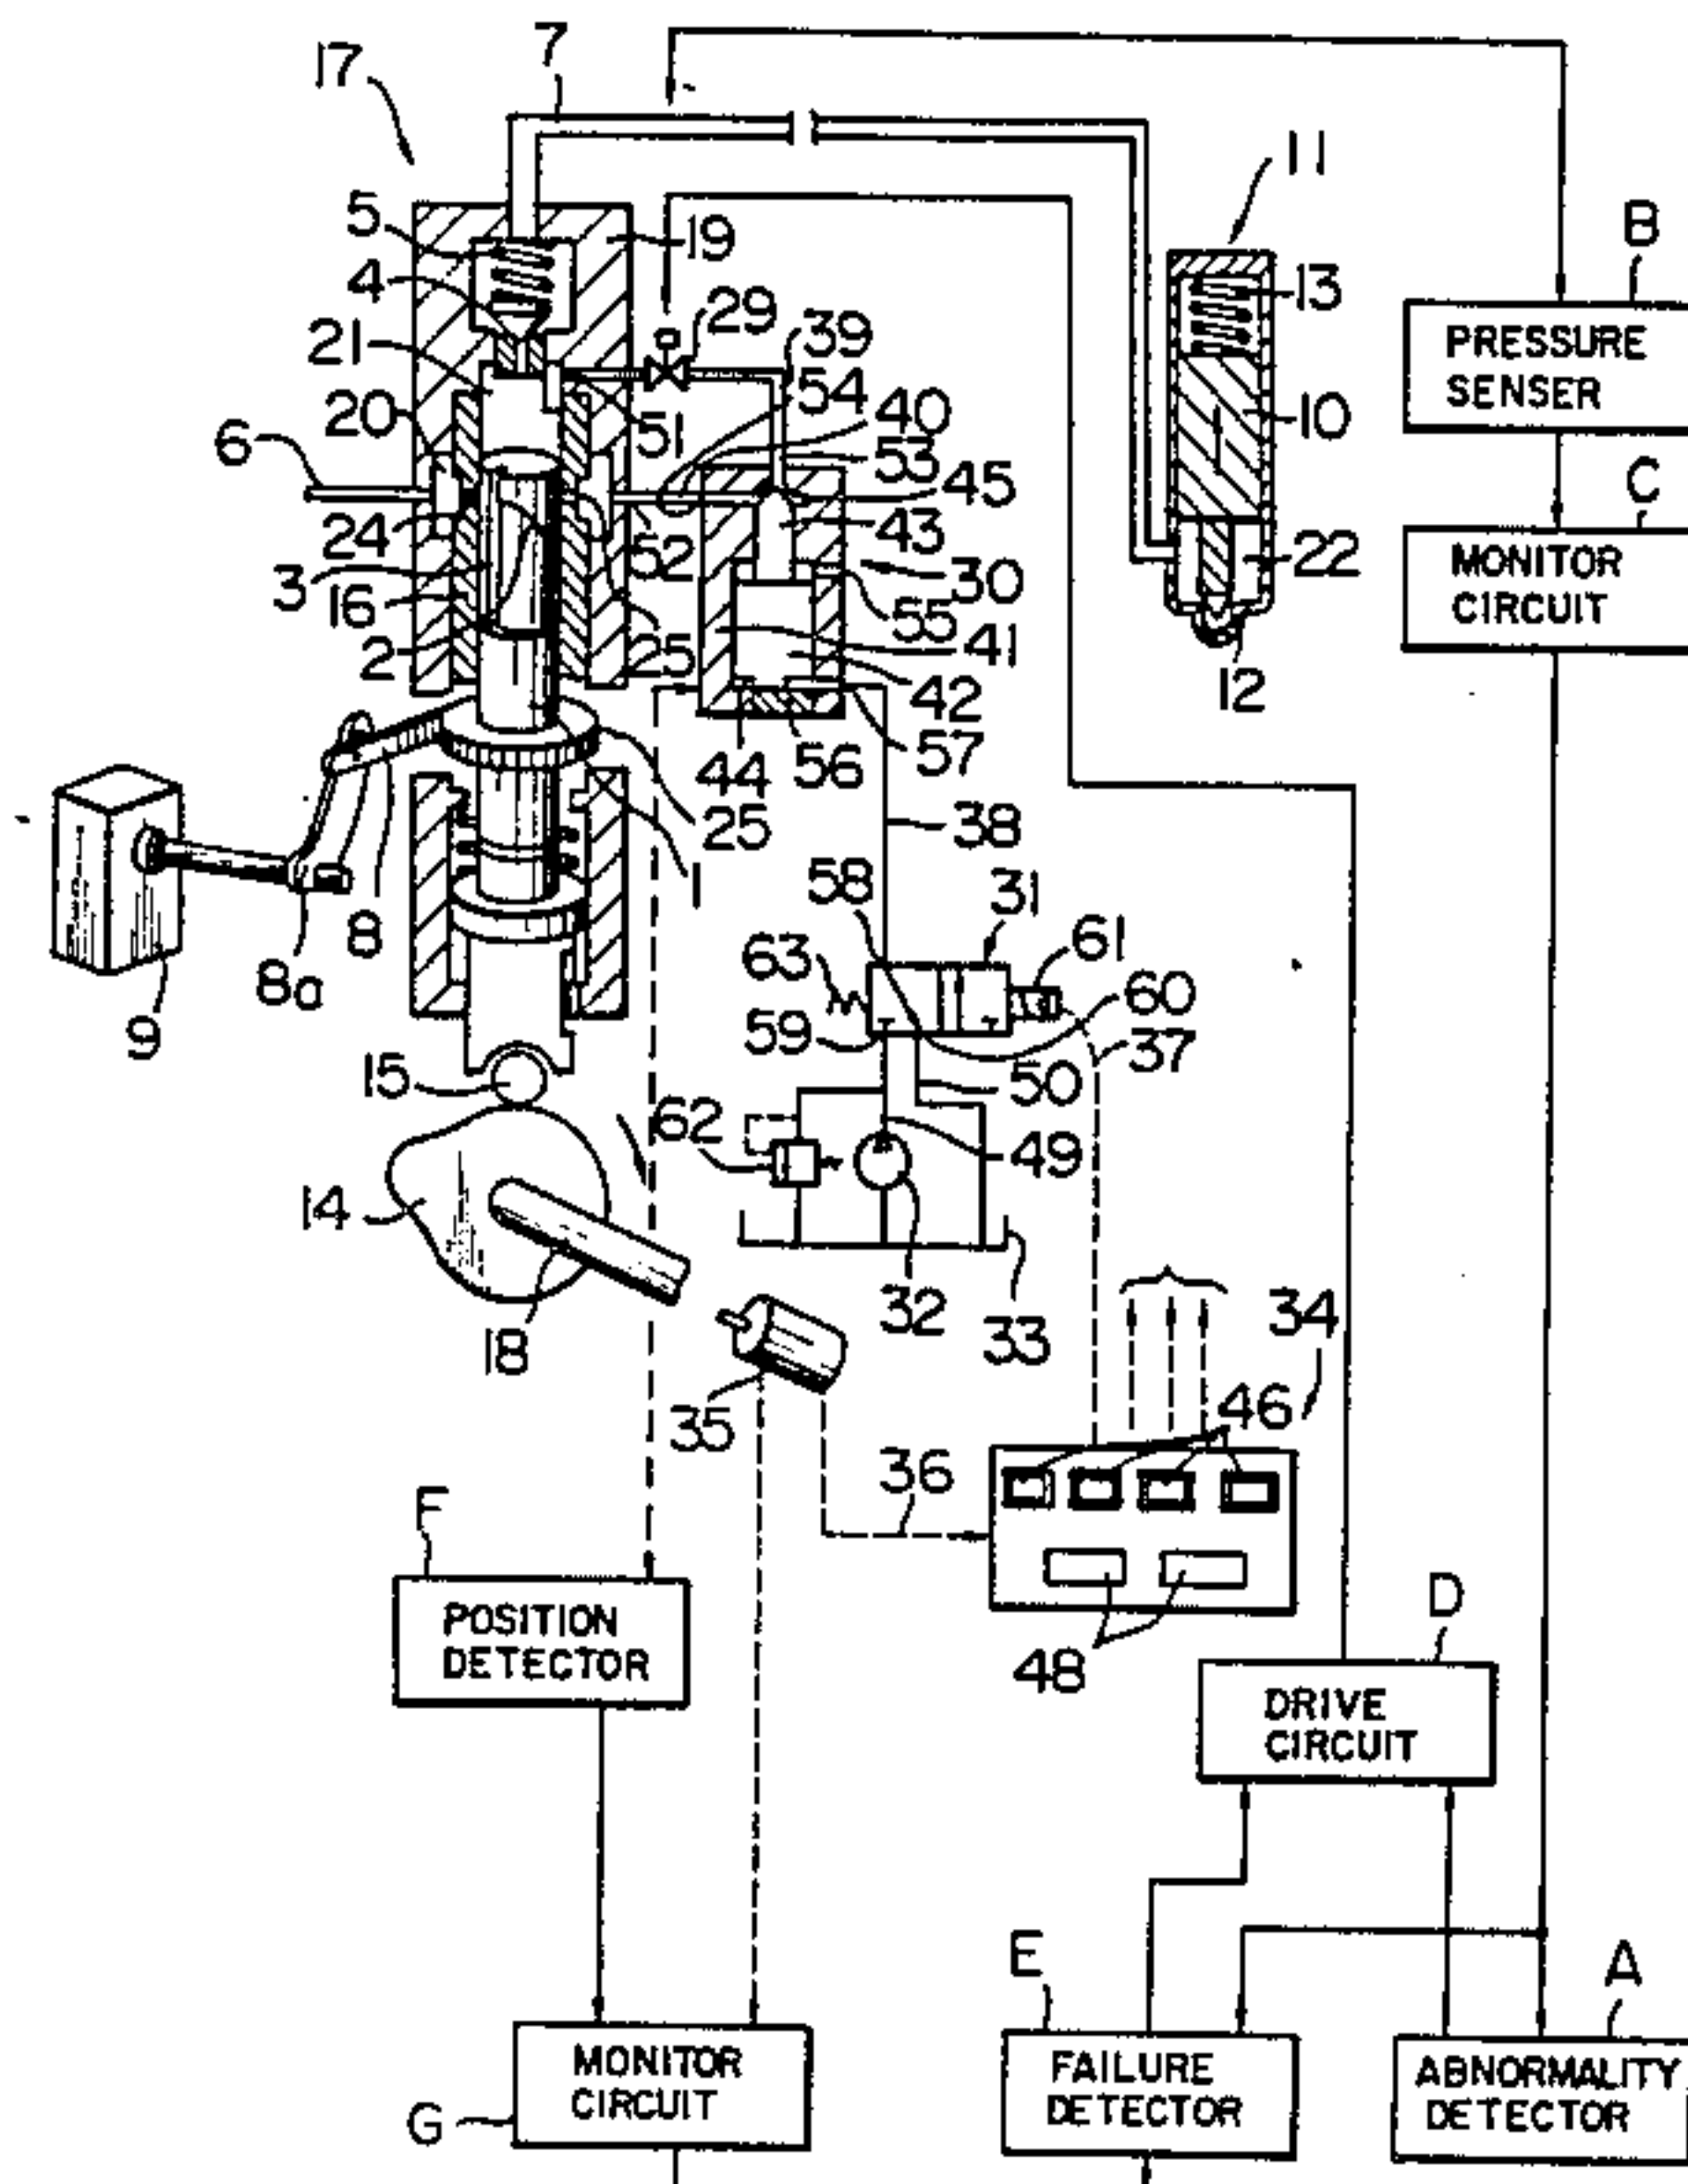 7
17
11
5
19
B
4
13
29
PRESSURE
SENSER
21
39
54
20
40
10
51
6
53
45
C
24
43
52
22
MONITOR
CIRCUIT
3
30
16
55
2
25
41
42
12
57
44
56
25
38
1
58
31
8
61
63
8a
60
9
59
37
15
50
62
49
14
34
32
33
18
46
35
36
F
POSITION
DETECTOR
D
48
DRIVE
CIRCUIT
E
A
MONITOR
CIRCUIT
FAILURE
DETECTOR
ABNORMALITY
DETECTOR
G